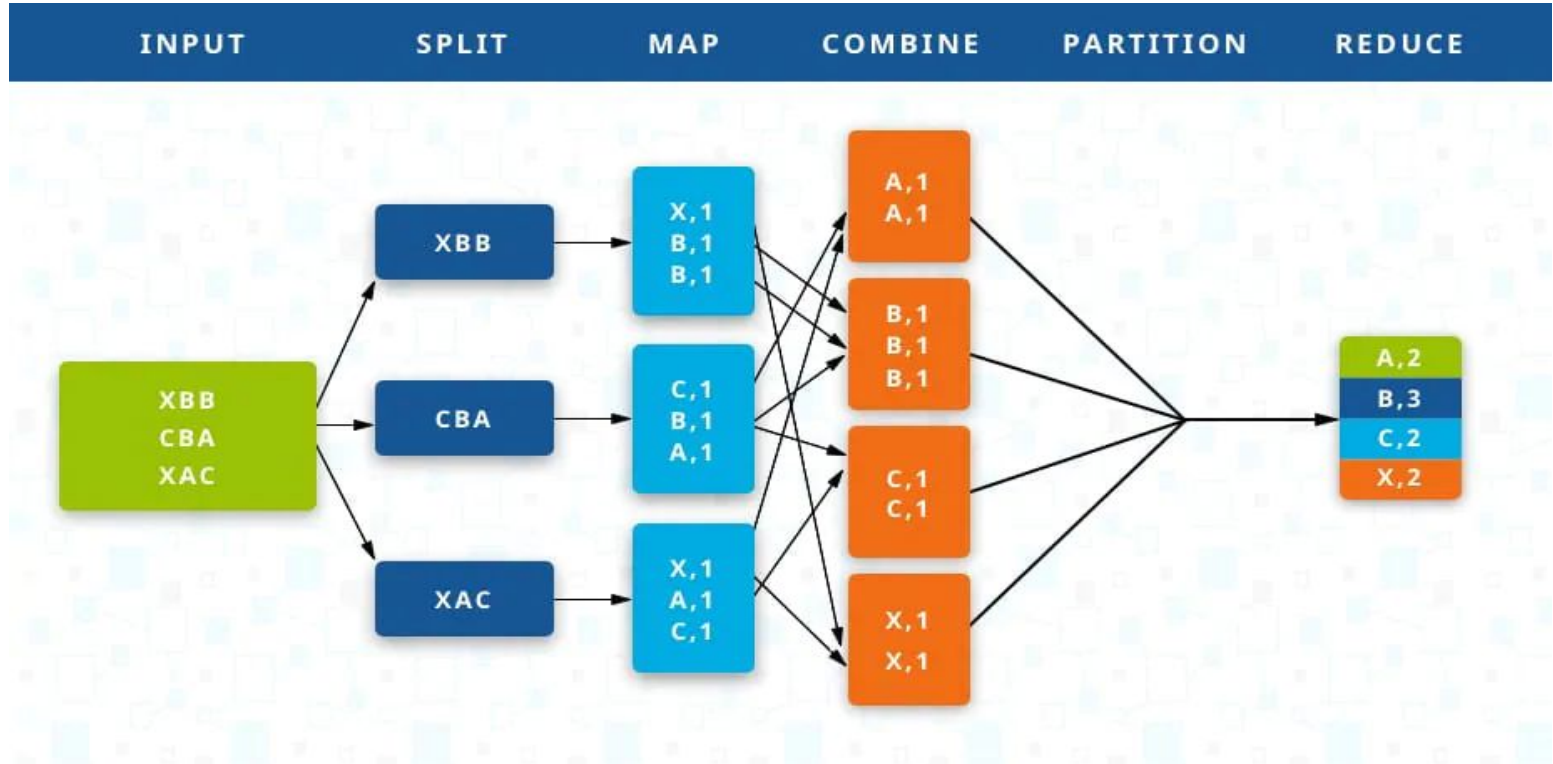 INPUT SPLIT MAP COMBINE PARTITION REDUCE
XBB
CBA
XAC
XBB
CBA
XAC
X,1
B,1
B,1
C,1
B,1
A,1
X,1
A,1
C,1
A,1
A,1
B,1
B,1
B,1
C,1
C,1
X,1
X,1
A,2
B,3
C,2
X,2